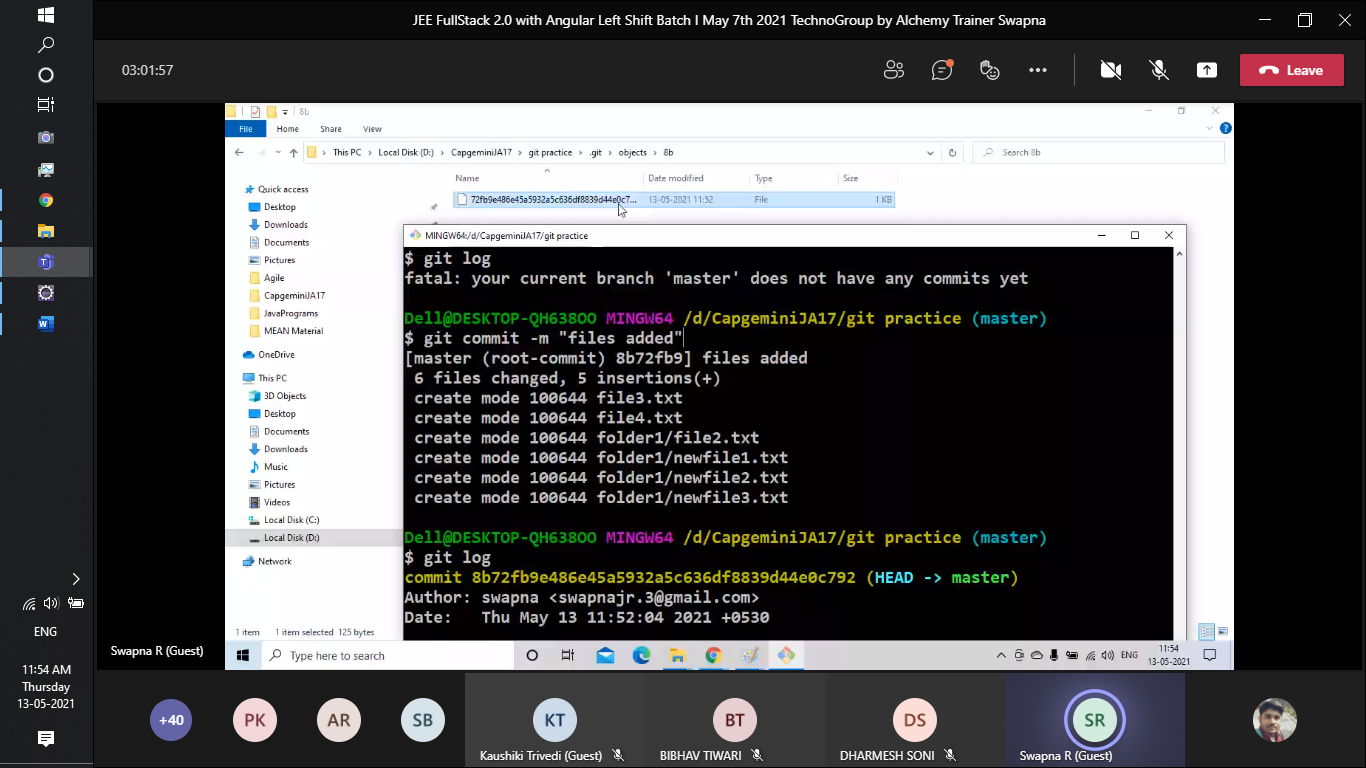 JEE FullStack 2.0 with Angular Left Shift Batch I May 7th 2021 TechnoGroup by Alchemy Trainer Swapna
03:01:57
Leave
8b
File Home Share View
This PC > Local Disk (D:) > CapgeminiJA17 > git practice > .git > objects > 8b
Search 8b
Name Date modified Type Size
72fb9e486e45a5932a5c636df8839d44e0c7... 13-05-2021 11:52 File 1 KB
Quick access
Desktop
Downloads
Documents
Pictures
Agile
CapgeminiJA17
JavaPrograms
MEAN Material
OneDrive
This PC
3D Objects
Desktop
Documents
Downloads
Music
Pictures
Videos
Local Disk (C:)
Local Disk (D:)
Network
1 item 1 item selected 125 bytes
MINGW64:/d/CapgeminiJA17/git practice
$ git log
fatal: your current branch 'master' does not have any commits yet
Dell@DESKTOP-QH638OO MINGW64 /d/CapgeminiJA17/git practice (master)
$ git commit -m "files added"
[master (root-commit) 8b72fb9] files added
6 files changed, 5 insertions(+)
create mode 100644 file3.txt
create mode 100644 file4.txt
create mode 100644 folder1/file2.txt
create mode 100644 folder1/newfile1.txt
create mode 100644 folder1/newfile2.txt
create mode 100644 folder1/newfile3.txt
Dell@DESKTOP-QH638OO MINGW64 /d/CapgeminiJA17/git practice (master)
$ git log
commit 8b72fb9e486e45a5932a5c636df8839d44e0c792 (HEAD -> master)
Author: swapna <swapnajr.3@gmail.com>
Date: Thu May 13 11:52:04 2021 +0530
Swapna R (Guest)
Type here to search
ENG
11:54
13-05-2021
ENG
11:54 AM
Thursday
13-05-2021
+40
PK
AR
SB
KT
Kaushiki Trivedi (Guest)
BT
BIBHAV TIWARI
DS
DHARMESH SONI
SR
Swapna R (Guest)